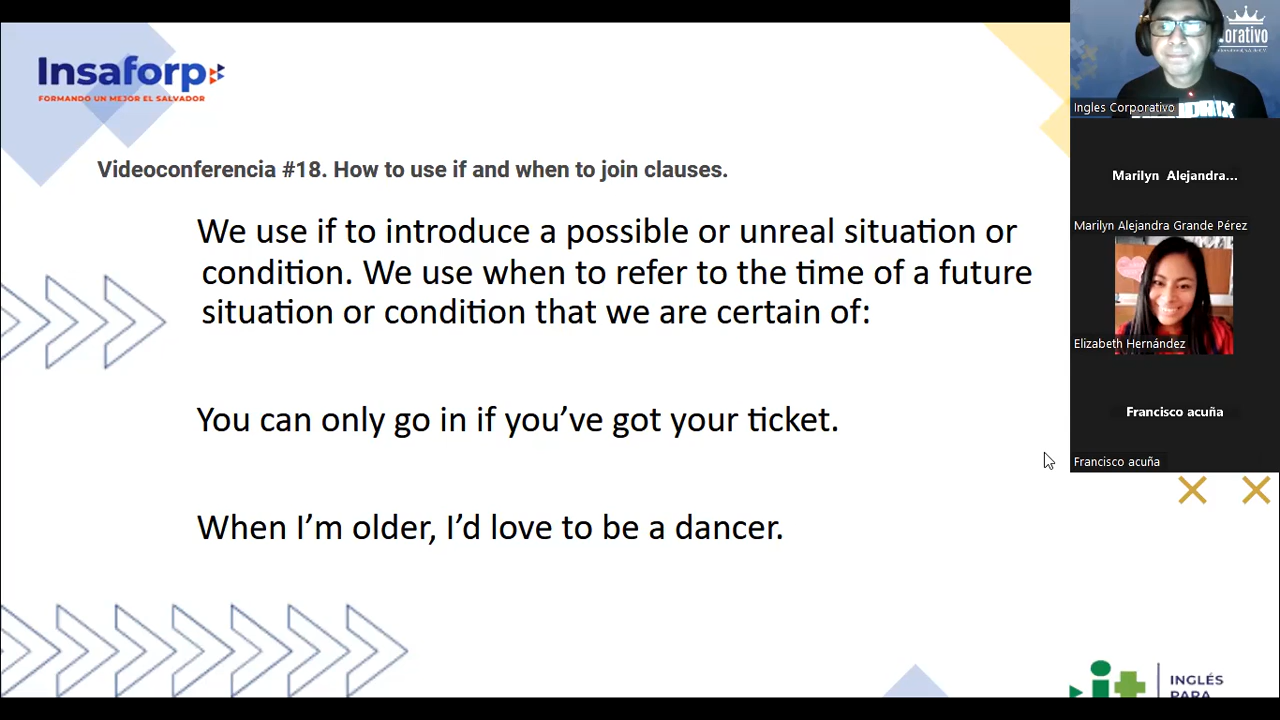 Insaforp
FORMANDO UN MEJOR EL SALVADOR
Videoconferencia #18. How to use if and when to join clauses.
We use if to introduce a possible or unreal situation or
condition. We use when to refer to the time of a future
situation or condition that we are certain of:
You can only go in if you’ve got your ticket.
When I’m older, I’d love to be a dancer.
orativo
Ingles Corporativo
Marilyn Alejandra...
Marilyn Alejandra Grande Pérez
Elizabeth Hernández
Francisco acuña
Francisco acuña
INGLÉS
PARA